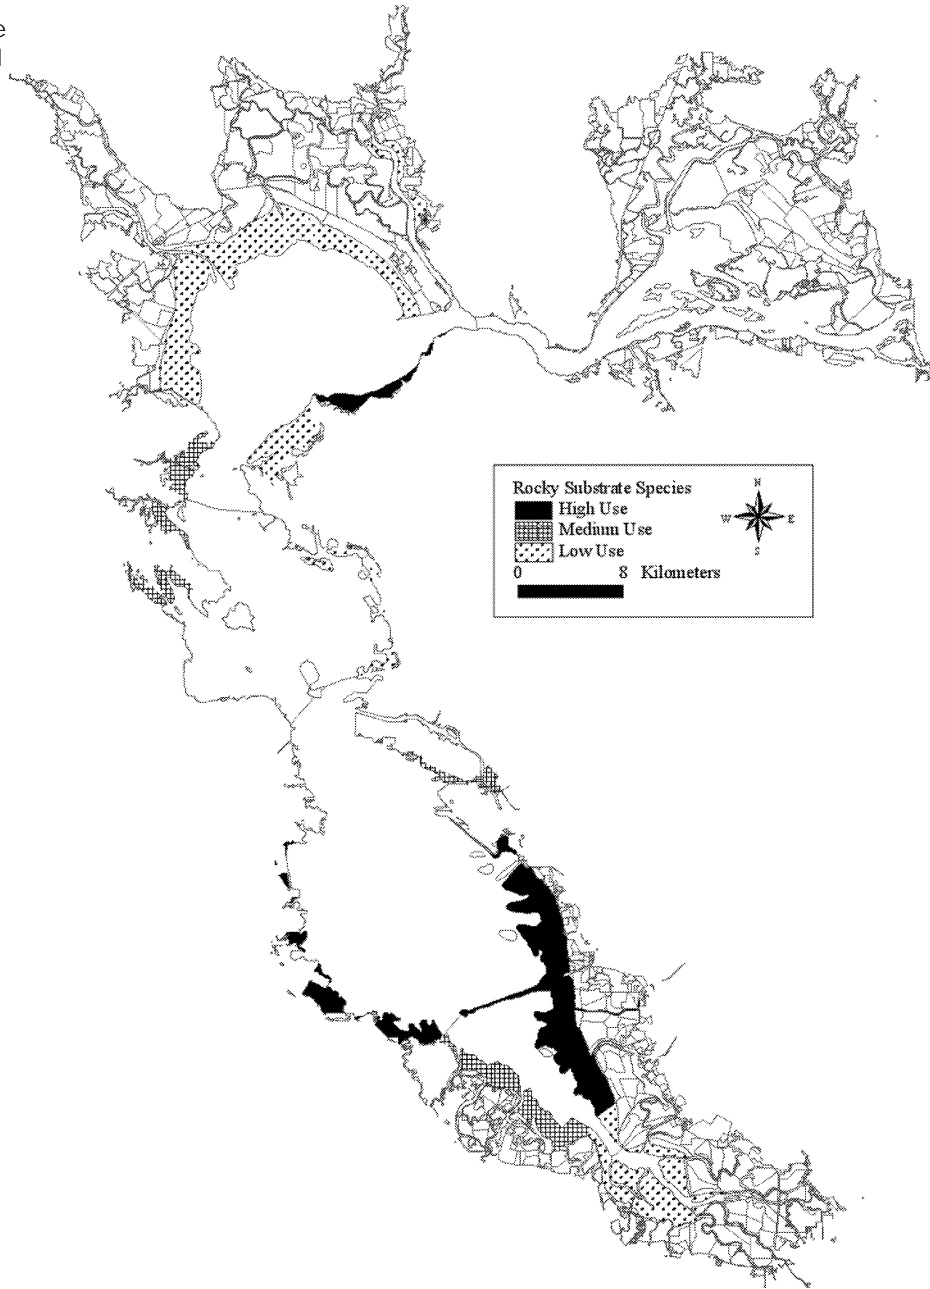 e
Rocky Substrate Species
High Use
Medium Use
Low Use
0 8 Kilometers
N
W E
S